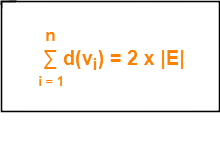 n
∑ d(vᵢ) = 2 x |E|
i = 1